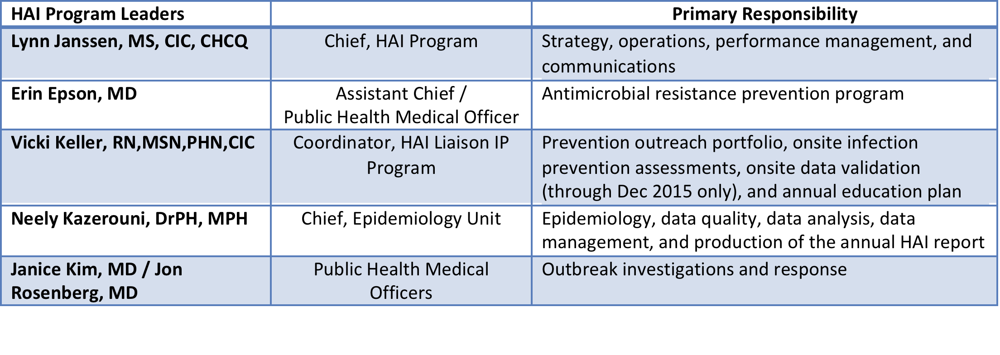 HAI Program Leaders
Primary Responsibility
Lynn Janssen, MS, CIC, CHCQ
Chief, HAI Program
Strategy, operations, performance management, and
communications
Erin Epson, MD
Assistant Chief /
Public Health Medical Officer
Antimicrobial resistance prevention program
Vicki Keller, RN,MSN,PHN,CIC
Coordinator, HAI Liaison IP
Program
Prevention outreach portfolio, onsite infection
prevention assessments, onsite data validation
(through Dec 2015 only), and annual education plan
Neely Kazerouni, DrPH, MPH
Chief, Epidemiology Unit
Epidemiology, data quality, data analysis, data
management, and production of the annual HAI report
Janice Kim, MD / Jon
Rosenberg, MD
Public Health Medical
Officers
Outbreak investigations and response